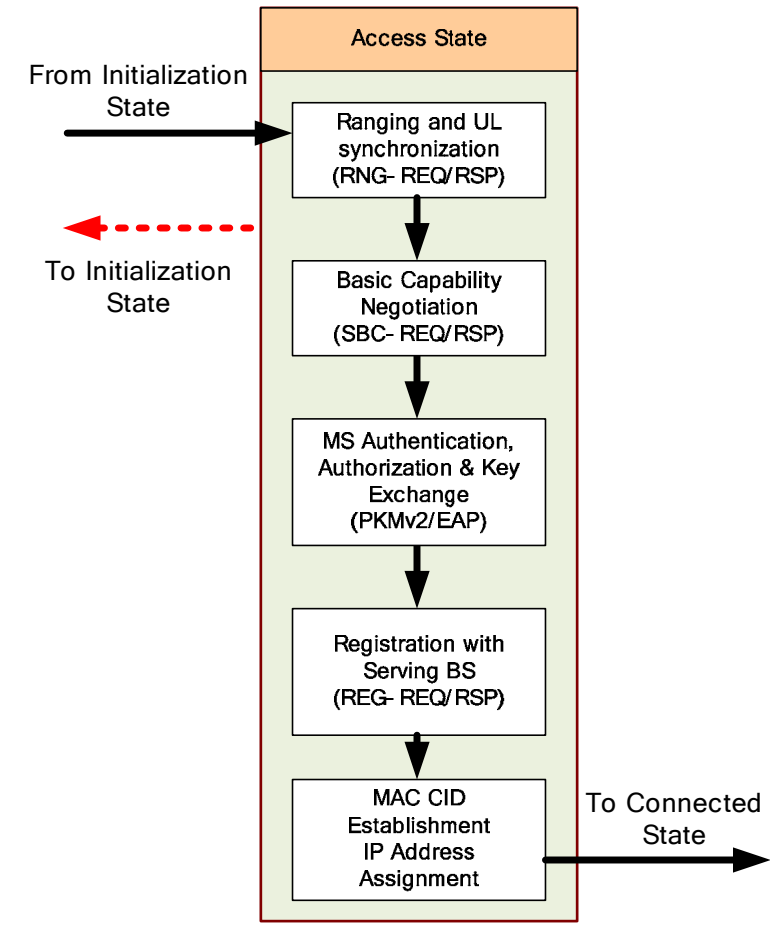 Access State
From Initialization
State
Ranging and UL
synchronization
(RNG- REQ/RSP)
To Initialization
State
Basic Capability
Negotiation
(SBC- REQ/RSP)
MS Authentication,
Authorization & Key
Exchange
(PKMv2/EAP)
Registration with
Serving BS
(REG- REQ/RSP)
MAC CID
Establishment
IP Address
Assignment
To Connected
State